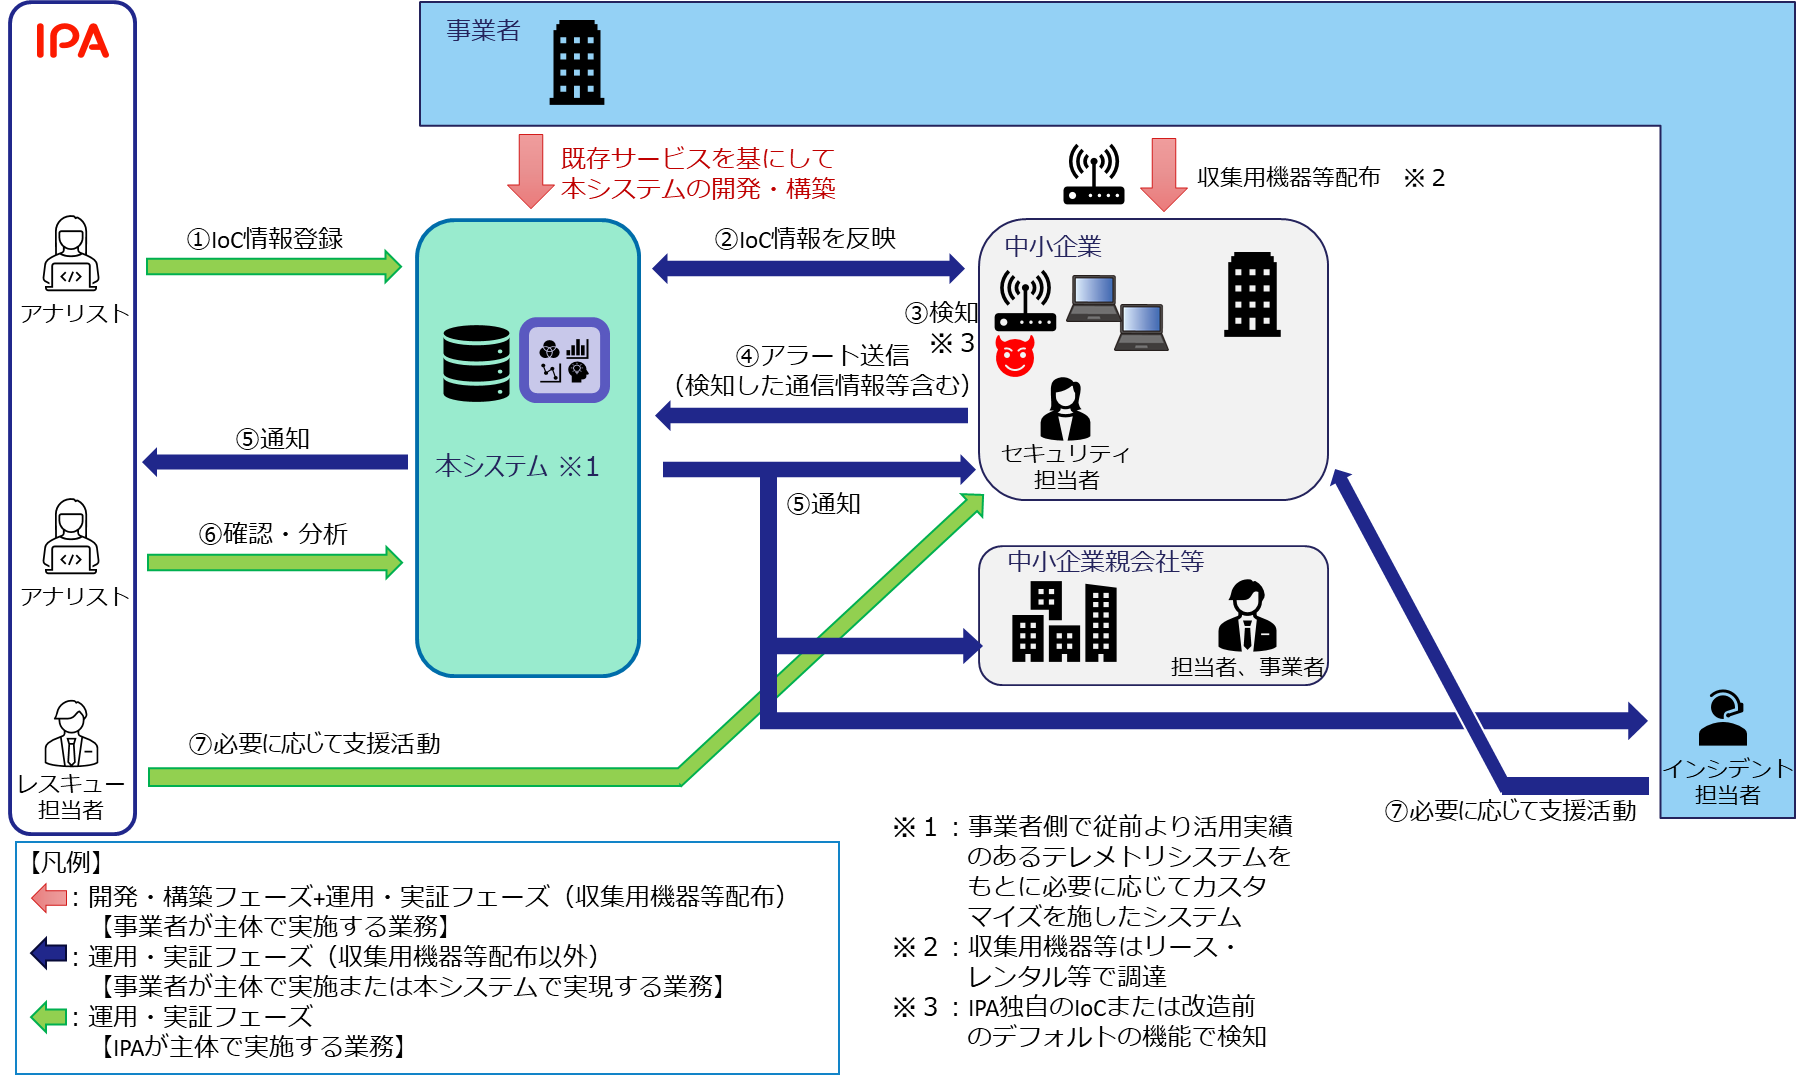 IPA
事業者
既存サービスを基にして
本システムの開発・構築
収集用機器等配布　※２
①IoC情報登録
②IoC情報を反映
中小企業
アナリスト
③検知
※３
④アラート送信
（検知した通信情報等含む）
⑤通知
本システム ※1
セキュリティ
担当者
⑤通知
⑥確認・分析
アナリスト
中小企業親会社等
担当者、事業者
⑦必要に応じて支援活動
レスキュー
担当者
インシデント
担当者
⑦必要に応じて支援活動
【凡例】
：開発・構築フェーズ+運用・実証フェーズ（収集用機器等配布）
【事業者が主体で実施する業務】
：運用・実証フェーズ（収集用機器等配布以外）
【事業者が主体で実施または本システムで実現する業務】
：運用・実証フェーズ
【IPAが主体で実施する業務】
※１：事業者側で従前より活用実績
のあるテレメトリシステムを
もとに必要に応じてカスタ
マイズを施したシステム
※２：収集用機器等はリース・
レンタル等で調達
※３：IPA独自のIoCまたは改造前
のデフォルトの機能で検知